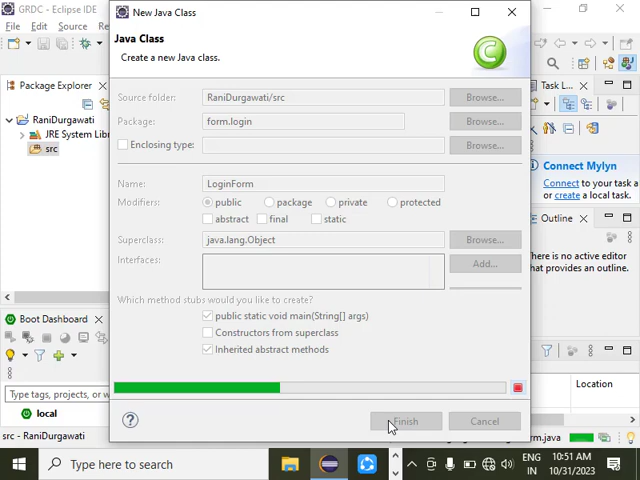 GRDC - Eclipse IDE
New Java Class
File Edit Source
Java Class
Create a new Java class.
Package Explorer
RaniDurgawati
JRE System Libr
src
Source folder:
RaniDurgawati/src
Browse...
Package:
form.login
Browse...
Enclosing type:
Browse...
Name:
LoginForm
Modifiers:
public
package
private
protected
abstract
final
static
Superclass:
java.lang.Object
Browse...
Interfaces:
Add...
Which method stubs would you like to create?
public static void main(String[] args)
Constructors from superclass
Inherited abstract methods
Finish
Cancel
Task L...
Connect Mylyn
Connect to your task a
or create a local task.
Outline
There is no active editor
that provides an outline.
Boot Dashboard
Type tags, projects, o
local
Location
src - RaniDurgawati
orm.java
Type here to search
ENG
IN
10:51 AM
10/31/2023